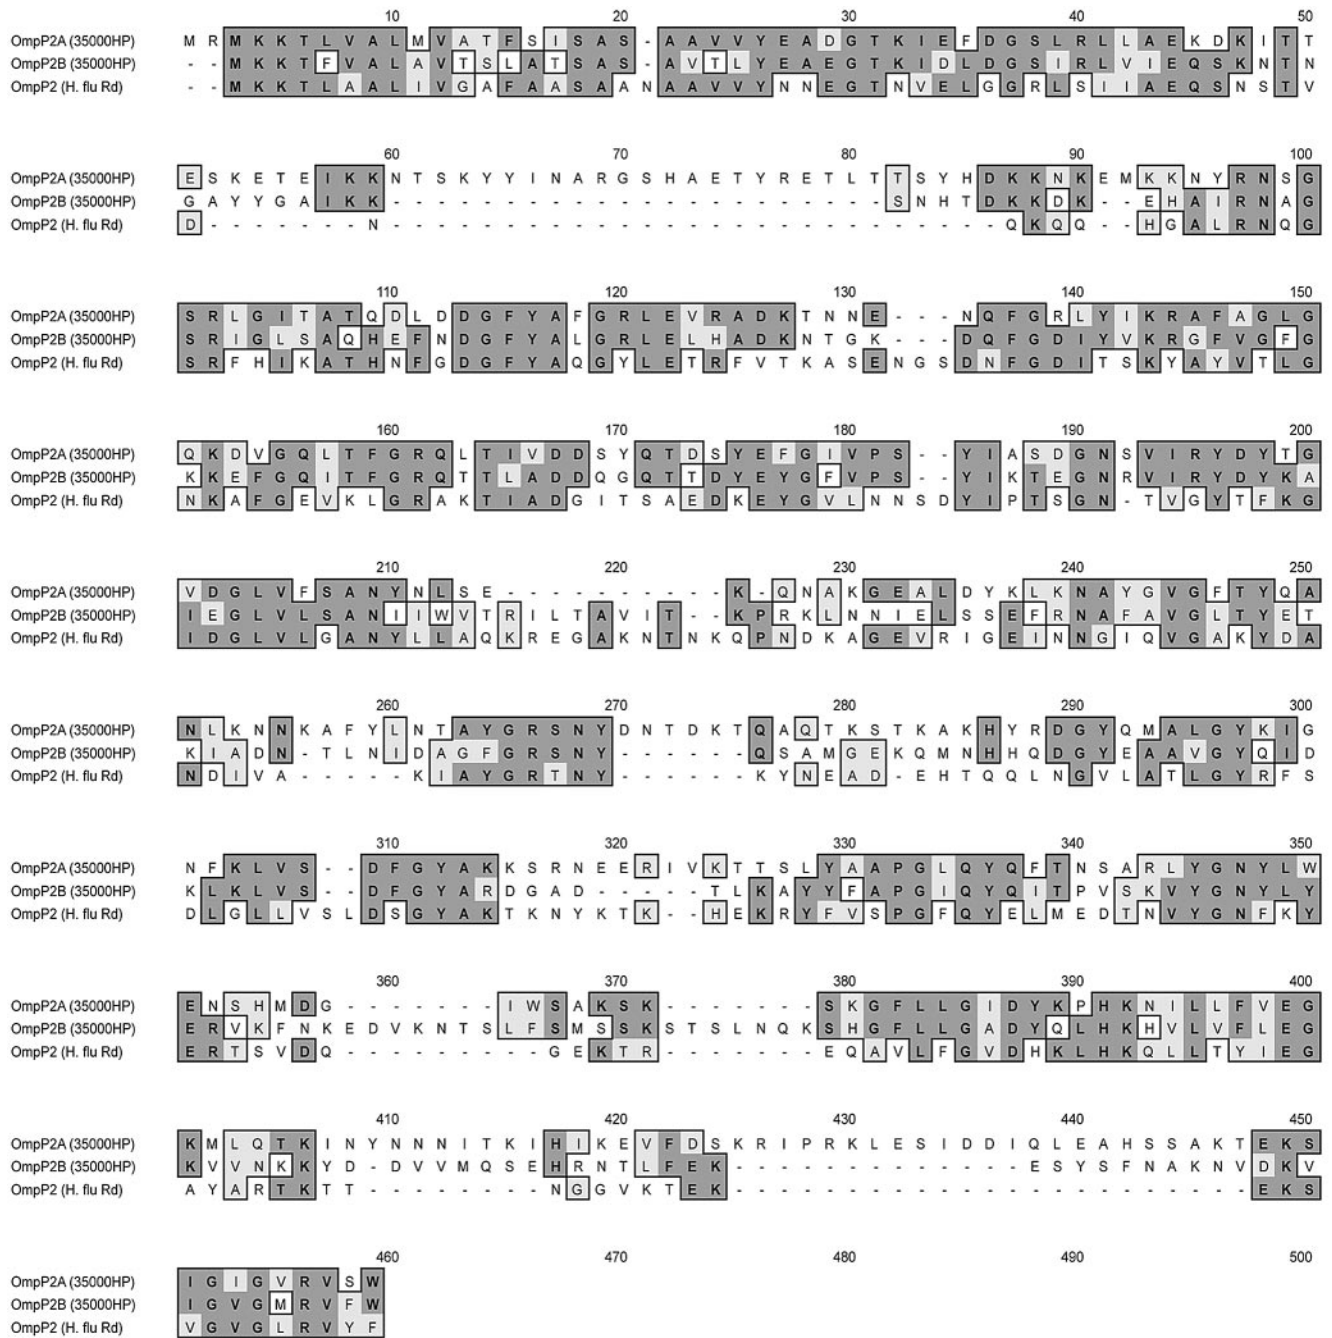 10 20 30 40 50
OmpP2A (35000HP) M R M K K T L V A L M V A T F S I S A S - A A V V Y E A D G T K I E F D G S L R L L A E K D K I T T
OmpP2B (35000HP) - - M K K T F V A L A V T S L A T S A S - A V T L Y E A E G T K I D L D G S I R L V I E Q S K N T N
OmpP2 (H. flu Rd) - - M K K T L A A L I V G A F A A S A A N A A V V Y N N E G T N V E L G G R L S I I A E Q S N S T V
60 70 80 90 100
OmpP2A (35000HP) E S K E T E I K K N T S K Y Y I N A R G S H A E T Y R E T L T T S Y H D K K N K E M K K N Y R N S G
OmpP2B (35000HP) G A Y Y G A I K K - - - - - - - - - - - - - - - - - - - - - - S N H T D K K D K - - E H A I R N A G
OmpP2 (H. flu Rd) D - - - - - - - N - - - - - - - - - - - - - - - - - - - - - - - - - - - Q K Q Q - - H G A L R N Q G
110 120 130 140 150
OmpP2A (35000HP) S R L G I T A T Q D L D D G F Y A F G R L E V R A D K T N N E - - - N Q F G R L Y I K R A F A G L G
OmpP2B (35000HP) S R I G L S A Q H E F N D G F Y A L G R L E L H A D K N T G K - - - D Q F G D I Y V K R G F V G F G
OmpP2 (H. flu Rd) S R F H I K A T H N F G D G F Y A Q G Y L E T R F V T K A S E N G S D N F G D I T S K Y A Y V T L G
160 170 180 190 200
OmpP2A (35000HP) Q K D V G Q L T F G R Q L T I V D D S Y Q T D S Y E F G I V P S - - Y I A S D G N S V I R Y D Y T G
OmpP2B (35000HP) K K E F G Q I T F G R Q T T L A D D Q G Q T T D Y E Y G F V P S - - Y I K T E G N R V I R Y D Y K A
OmpP2 (H. flu Rd) N K A F G E V K L G R A K T I A D G I T S A E D K E Y G V L N N S D Y I P T S G N - T V G Y T F K G
210 220 230 240 250
OmpP2A (35000HP) V D G L V F S A N Y N L S E - - - - - - - - - - K - Q N A K G E A L D Y K L K N A Y G V G F T Y Q A
OmpP2B (35000HP) I E G L V L S A N I I W V T R I L T A V I T - - K P R K L N N I E L S S E F R N A F A V G L T Y E T
OmpP2 (H. flu Rd) I D G L V L G A N Y L L A Q K R E G A K N T N K Q P N D K A G E V R I G E I N N G I Q V G A K Y D A
260 270 280 290 300
OmpP2A (35000HP) N L K N N K A F Y L N T A Y G R S N Y D N T D K T Q A Q T K S T K A K H Y R D G Y Q M A L G Y K I G
OmpP2B (35000HP) K I A D N - T L N I D A G F G R S N Y - - - - - - Q S A M G E K Q M N H H Q D G Y E A A V G Y Q I D
OmpP2 (H. flu Rd) N D I V A - - - - - K I A Y G R T N Y - - - - - - K Y N E A D - E H T Q Q L N G V L A T L G Y R F S
310 320 330 340 350
OmpP2A (35000HP) N F K L V S - - D F G Y A K K S R N E E R I V K T T S L Y A A P G L Q Y Q F T N S A R L Y G N Y L W
OmpP2B (35000HP) K L K L V S - - D F G Y A R D G A D - - - - - T L K A Y Y F A P G I Q Y Q I T P V S K V Y G N Y L Y
OmpP2 (H. flu Rd) D L G L L V S L D S G Y A K T K N Y K T K - - H E K R Y F V S P G F Q Y E L M E D T N V Y G N F K Y
360 370 380 390 400
OmpP2A (35000HP) E N S H M D G - - - - - - - I W S A K S K - - - - - - - S K G F L L G I D Y K P H K N I L L F V E G
OmpP2B (35000HP) E R V K F N K E D V K N T S L F S M S S K S T S L N Q K S H G F L L G A D Y Q L H K H V L V F L E G
OmpP2 (H. flu Rd) E R T S V D Q - - - - - - - - - G E K T R - - - - - - - E Q A V L F G V D H K L H K Q L L T Y I E G
410 420 430 440 450
OmpP2A (35000HP) K M L Q T K I N Y N N N I T K I H I K E V F D S K R I P R K L E S I D D I Q L E A H S S A K T E K S
OmpP2B (35000HP) K V V N K K Y D - D V V M Q S E H R N T L F E K - - - - - - - - - - - - - E S Y S F N A K N V D K V
OmpP2 (H. flu Rd) A Y A R T K T T - - - - - - - - N G G V K T E K - - - - - - - - - - - - - - - - - - - - - - - E K S
460 470 480 490 500
OmpP2A (35000HP) I G I G V R V S W
OmpP2B (35000HP) I G V G M R V F W
OmpP2 (H. flu Rd) V G V G L R V Y F